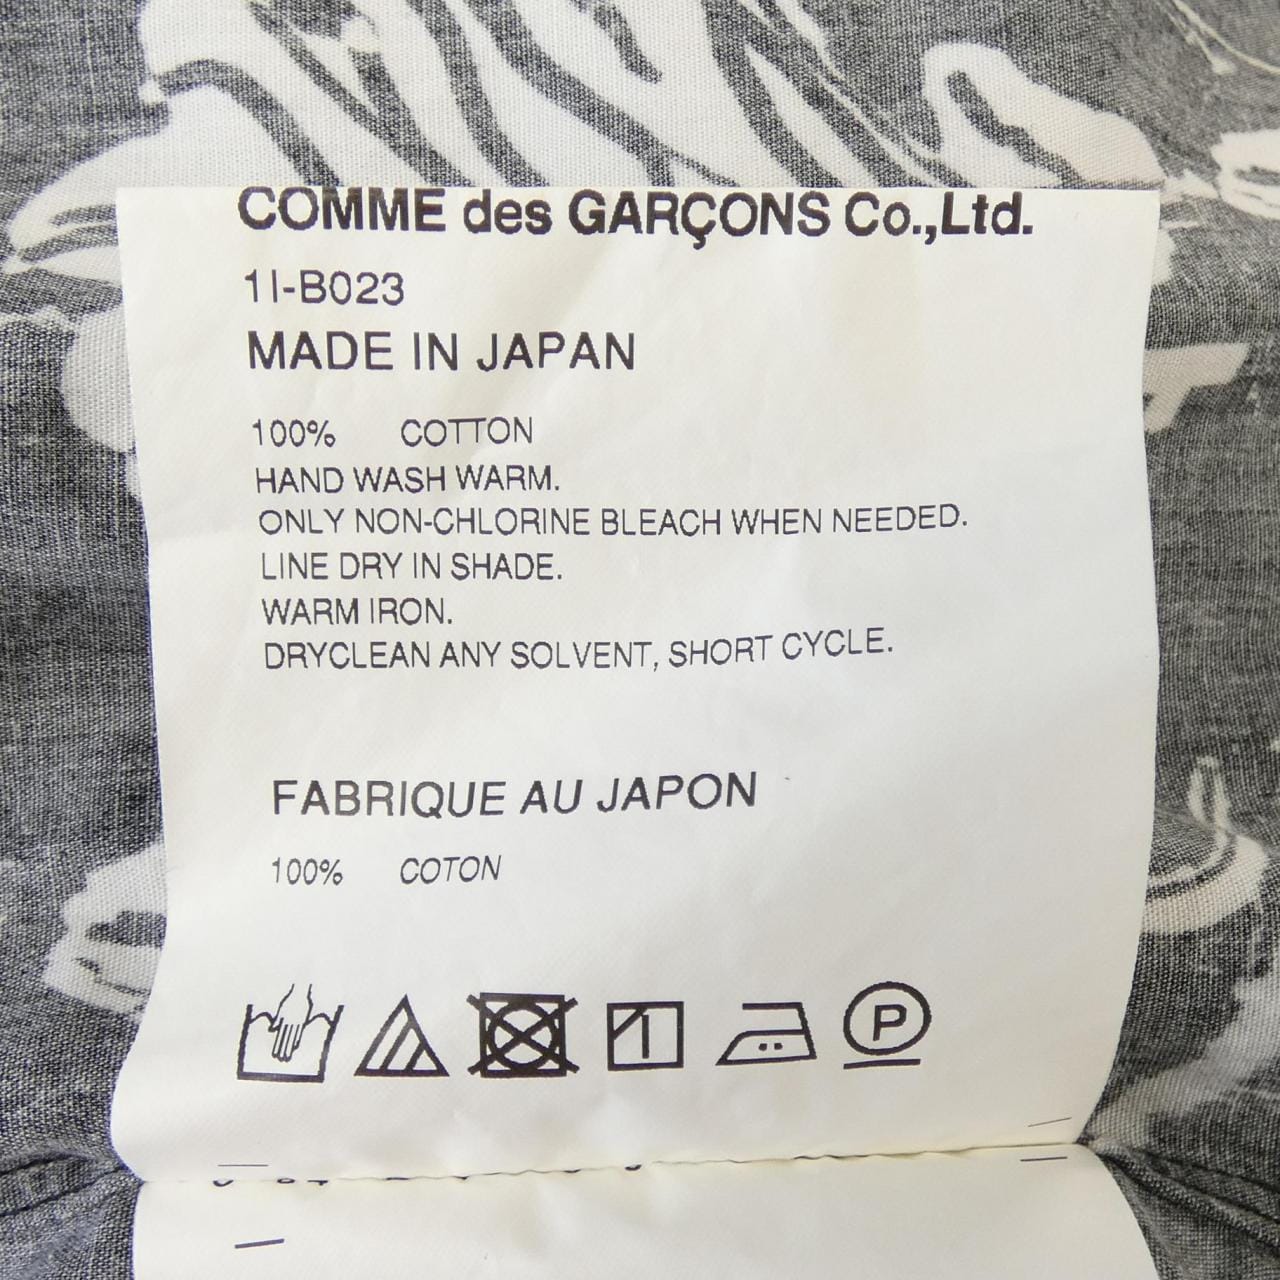 COMME des GARÇONS Co.,Ltd.
1I-B023
MADE IN JAPAN
100% COTTON
HAND WASH WARM.
ONLY NON-CHLORINE BLEACH WHEN NEEDED.
LINE DRY IN SHADE.
WARM IRON.
DRYCLEAN ANY SOLVENT, SHORT CYCLE.
FABRIQUE AU JAPON
100% COTON
P